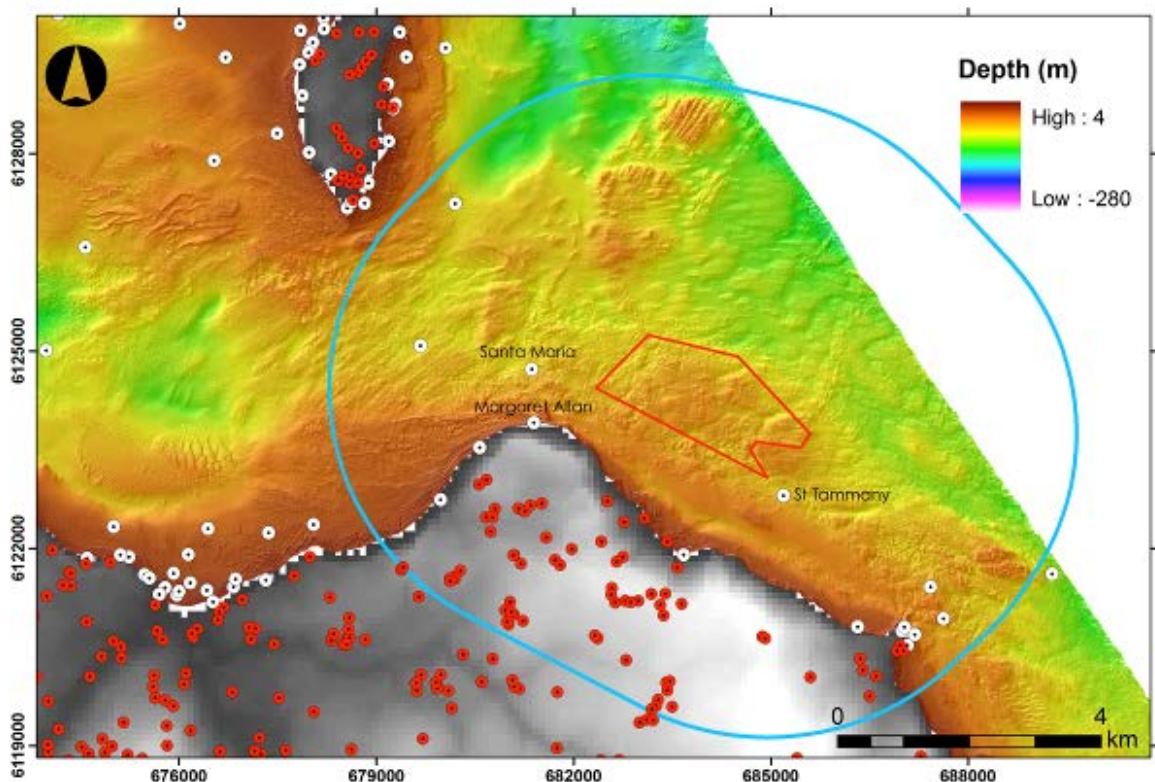 Depth (m)
High : 4
Low : -280
6128000
6125000
6122000
6119000
Santa Maria
Margaret Allan
St Tammany
0
4
km
676000
679000
682000
685000
688000